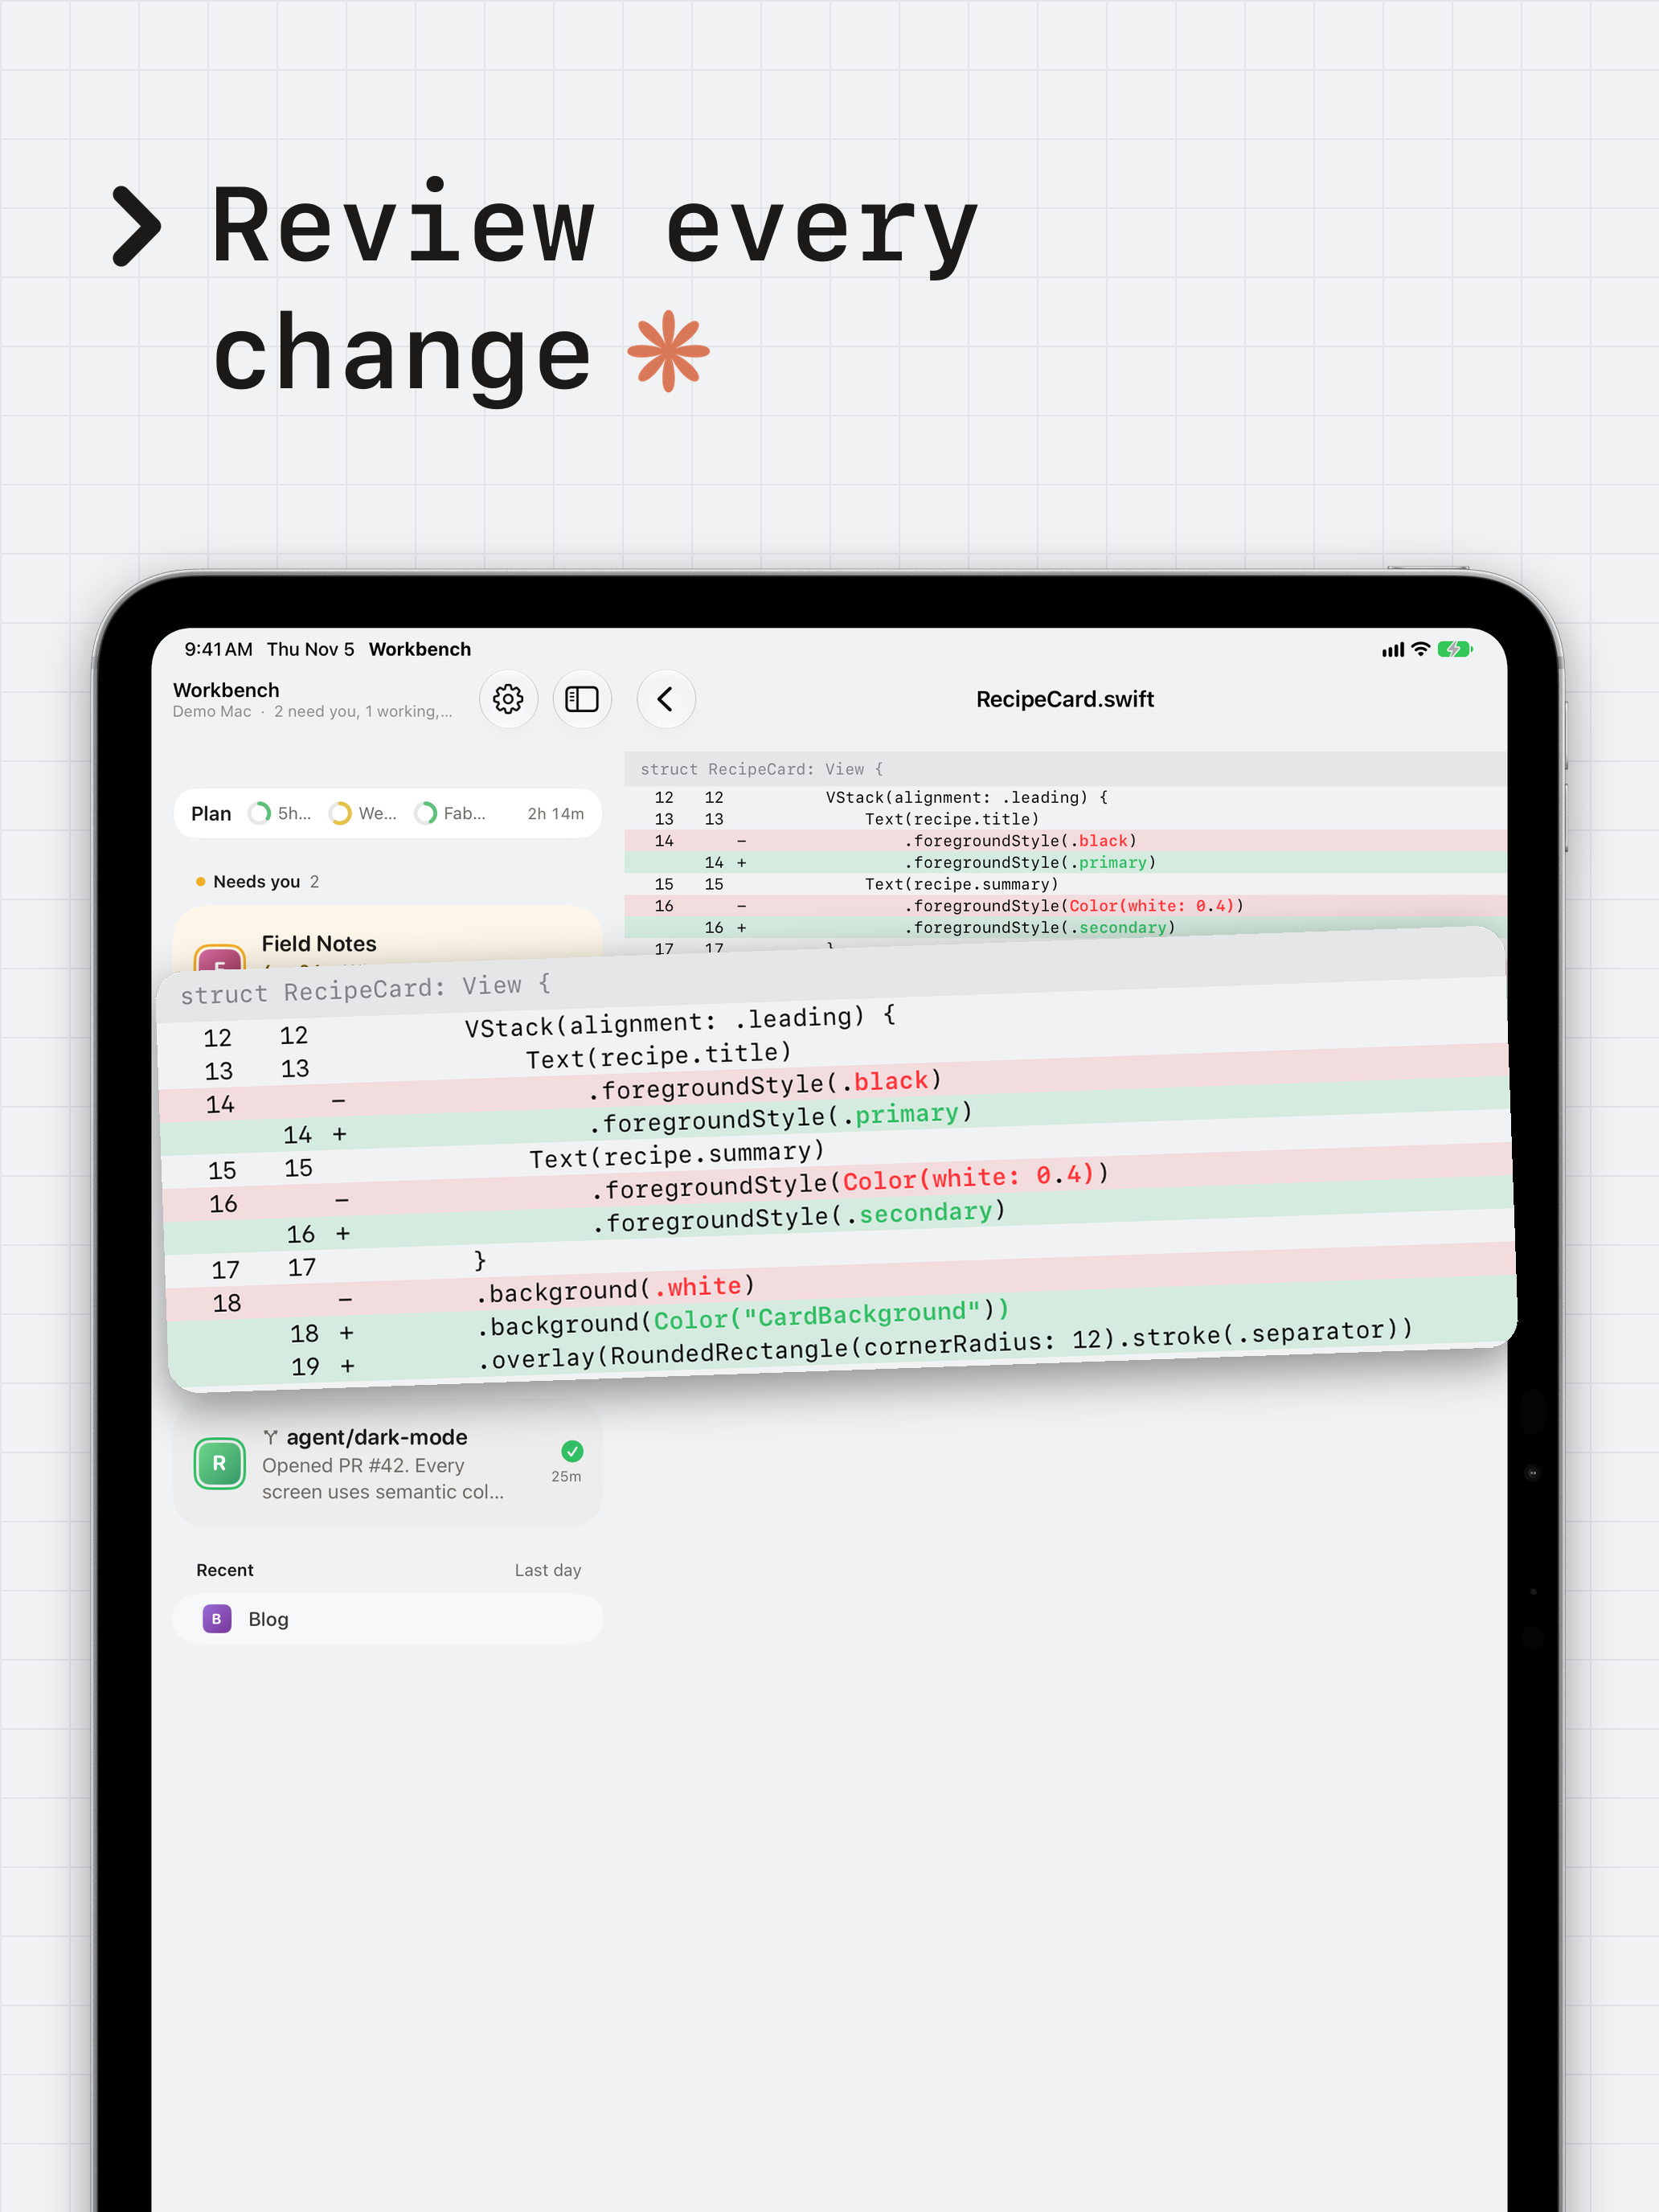 Review every
change
9:41 AM Thu Nov 5 Workbench
Workbench
Demo Mac · 2 need you, 1 working,...
RecipeCard.swift
Plan 5h... We... Fab... 2h 14m
Needs you 2
Field Notes
struct RecipeCard: View {
12 12 VStack(alignment: .leading) {
13 13 Text(recipe.title)
14 − .foregroundStyle(.black)
14 + .foregroundStyle(.primary)
15 15 Text(recipe.summary)
16 − .foregroundStyle(Color(white: 0.4))
16 + .foregroundStyle(.secondary)
17 17 }
struct RecipeCard: View {
12 12 VStack(alignment: .leading) {
13 13 Text(recipe.title)
14 − .foregroundStyle(.black)
14 + .foregroundStyle(.primary)
15 15 Text(recipe.summary)
16 − .foregroundStyle(Color(white: 0.4))
16 + .foregroundStyle(.secondary)
17 17 }
18 − .background(.white)
18 + .background(Color("CardBackground"))
19 + .overlay(RoundedRectangle(cornerRadius: 12).stroke(.separator))
R
agent/dark-mode
Opened PR #42. Every
screen uses semantic col...
25m
Recent Last day
B Blog